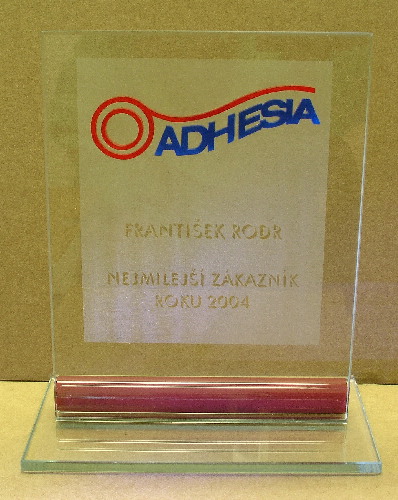 ADHESIA
FRANTIŠEK RODR
NEJMILEJŠÍ ZÁKAZNÍK
ROKU 2004